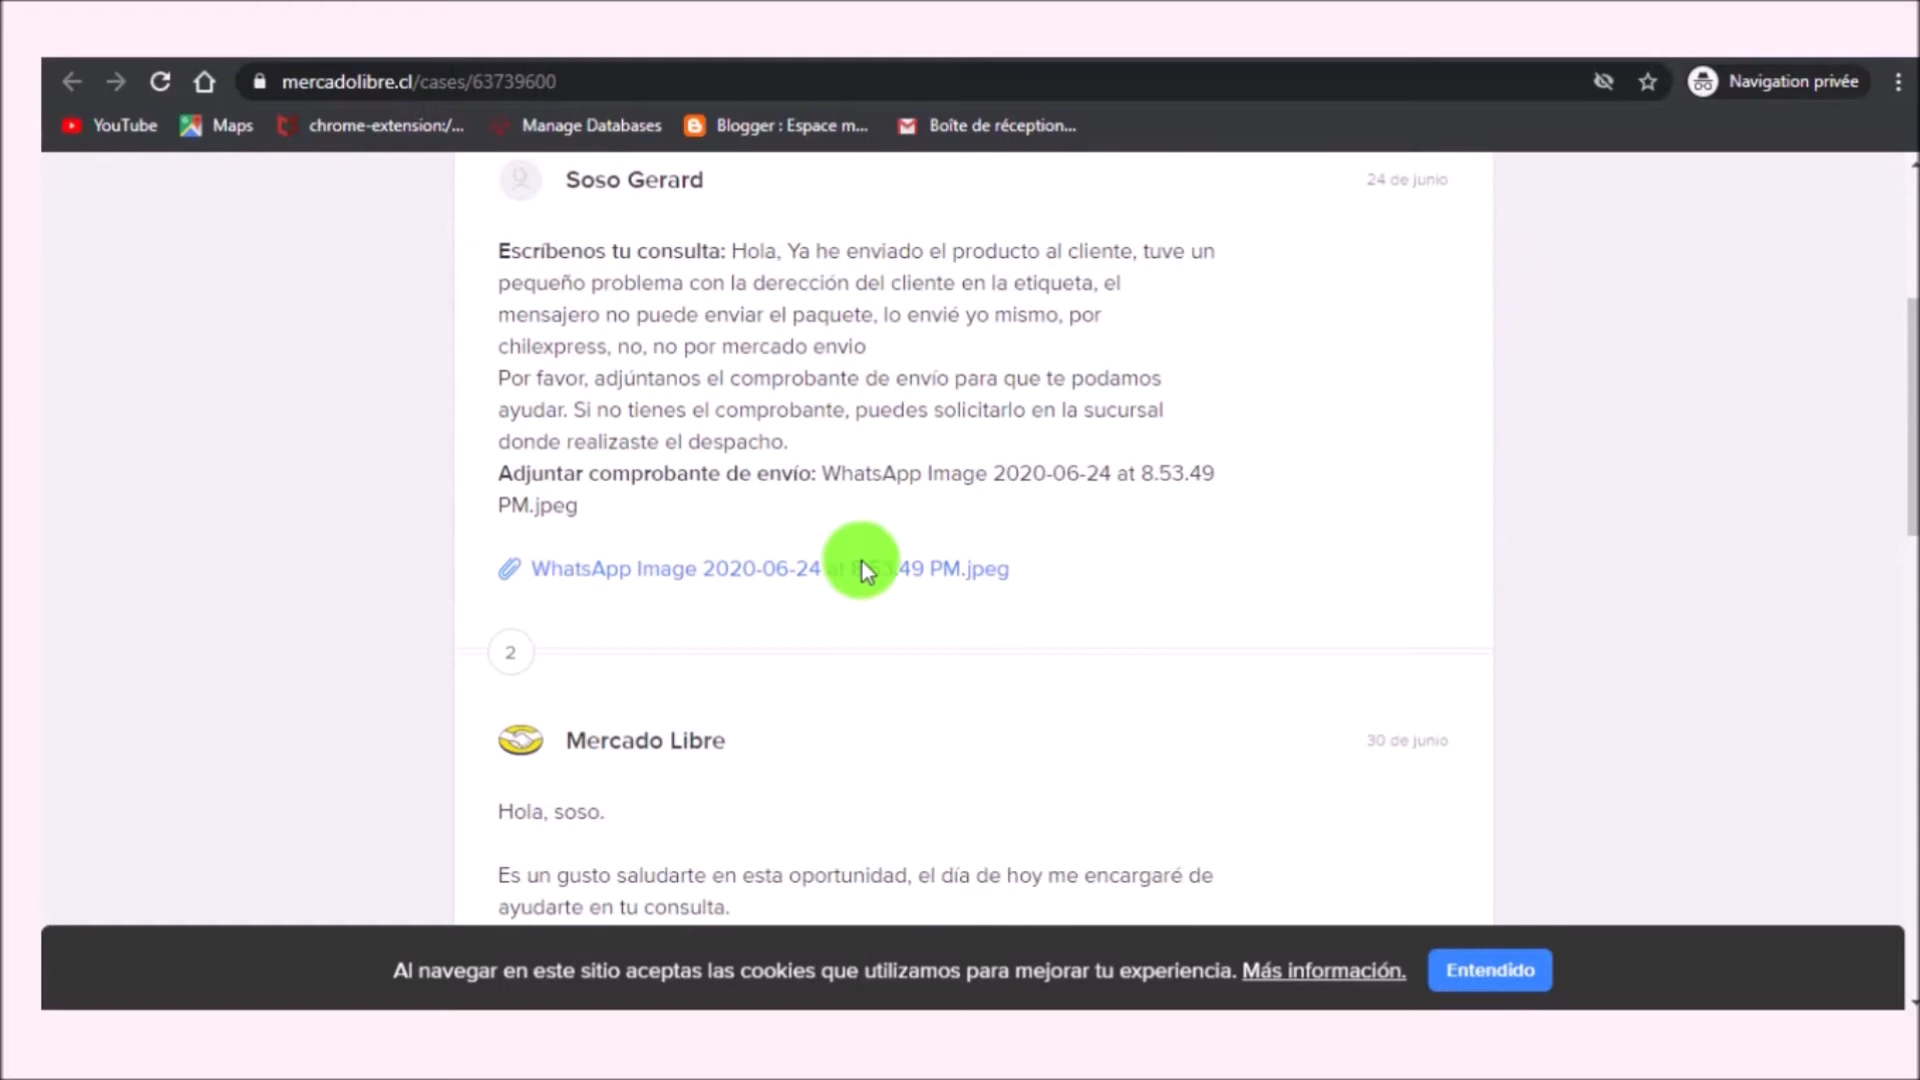 mercadolibre.cl/cases/63739600
Navigation privée
YouTube
Maps
chrome-extension:/...
Manage Databases
Blogger : Espace m...
Boîte de réception...
Soso Gerard
24 de junio
Escríbenos tu consulta: Hola, Ya he enviado el producto al cliente, tuve un
pequeño problema con la derección del cliente en la etiqueta, el
mensajero no puede enviar el paquete, lo envié yo mismo, por
chilexpress, no, no por mercado envio
Por favor, adjúntanos el comprobante de envío para que te podamos
ayudar. Si no tienes el comprobante, puedes solicitarlo en la sucursal
donde realizaste el despacho.
Adjuntar comprobante de envío: WhatsApp Image 2020-06-24 at 8.53.49
PM.jpeg
WhatsApp Image 2020-06-24 at 8.53.49 PM.jpeg
2
Mercado Libre
30 de junio
Hola, soso.
Es un gusto saludarte en esta oportunidad, el día de hoy me encargaré de
ayudarte en tu consulta.
Al navegar en este sitio aceptas las cookies que utilizamos para mejorar tu experiencia. Más información.
Entendido